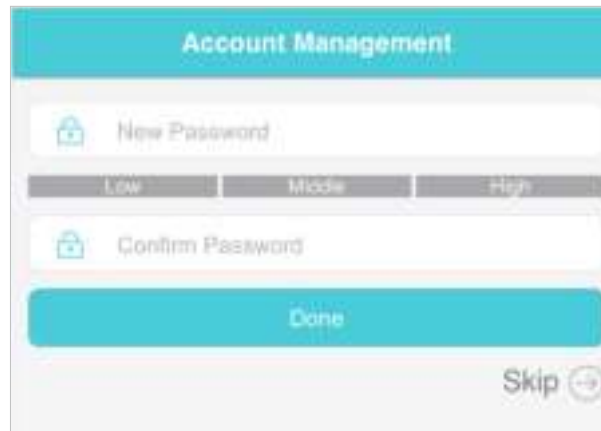 Account Management
New Password
Low Middle High
Confirm Password
Done
Skip